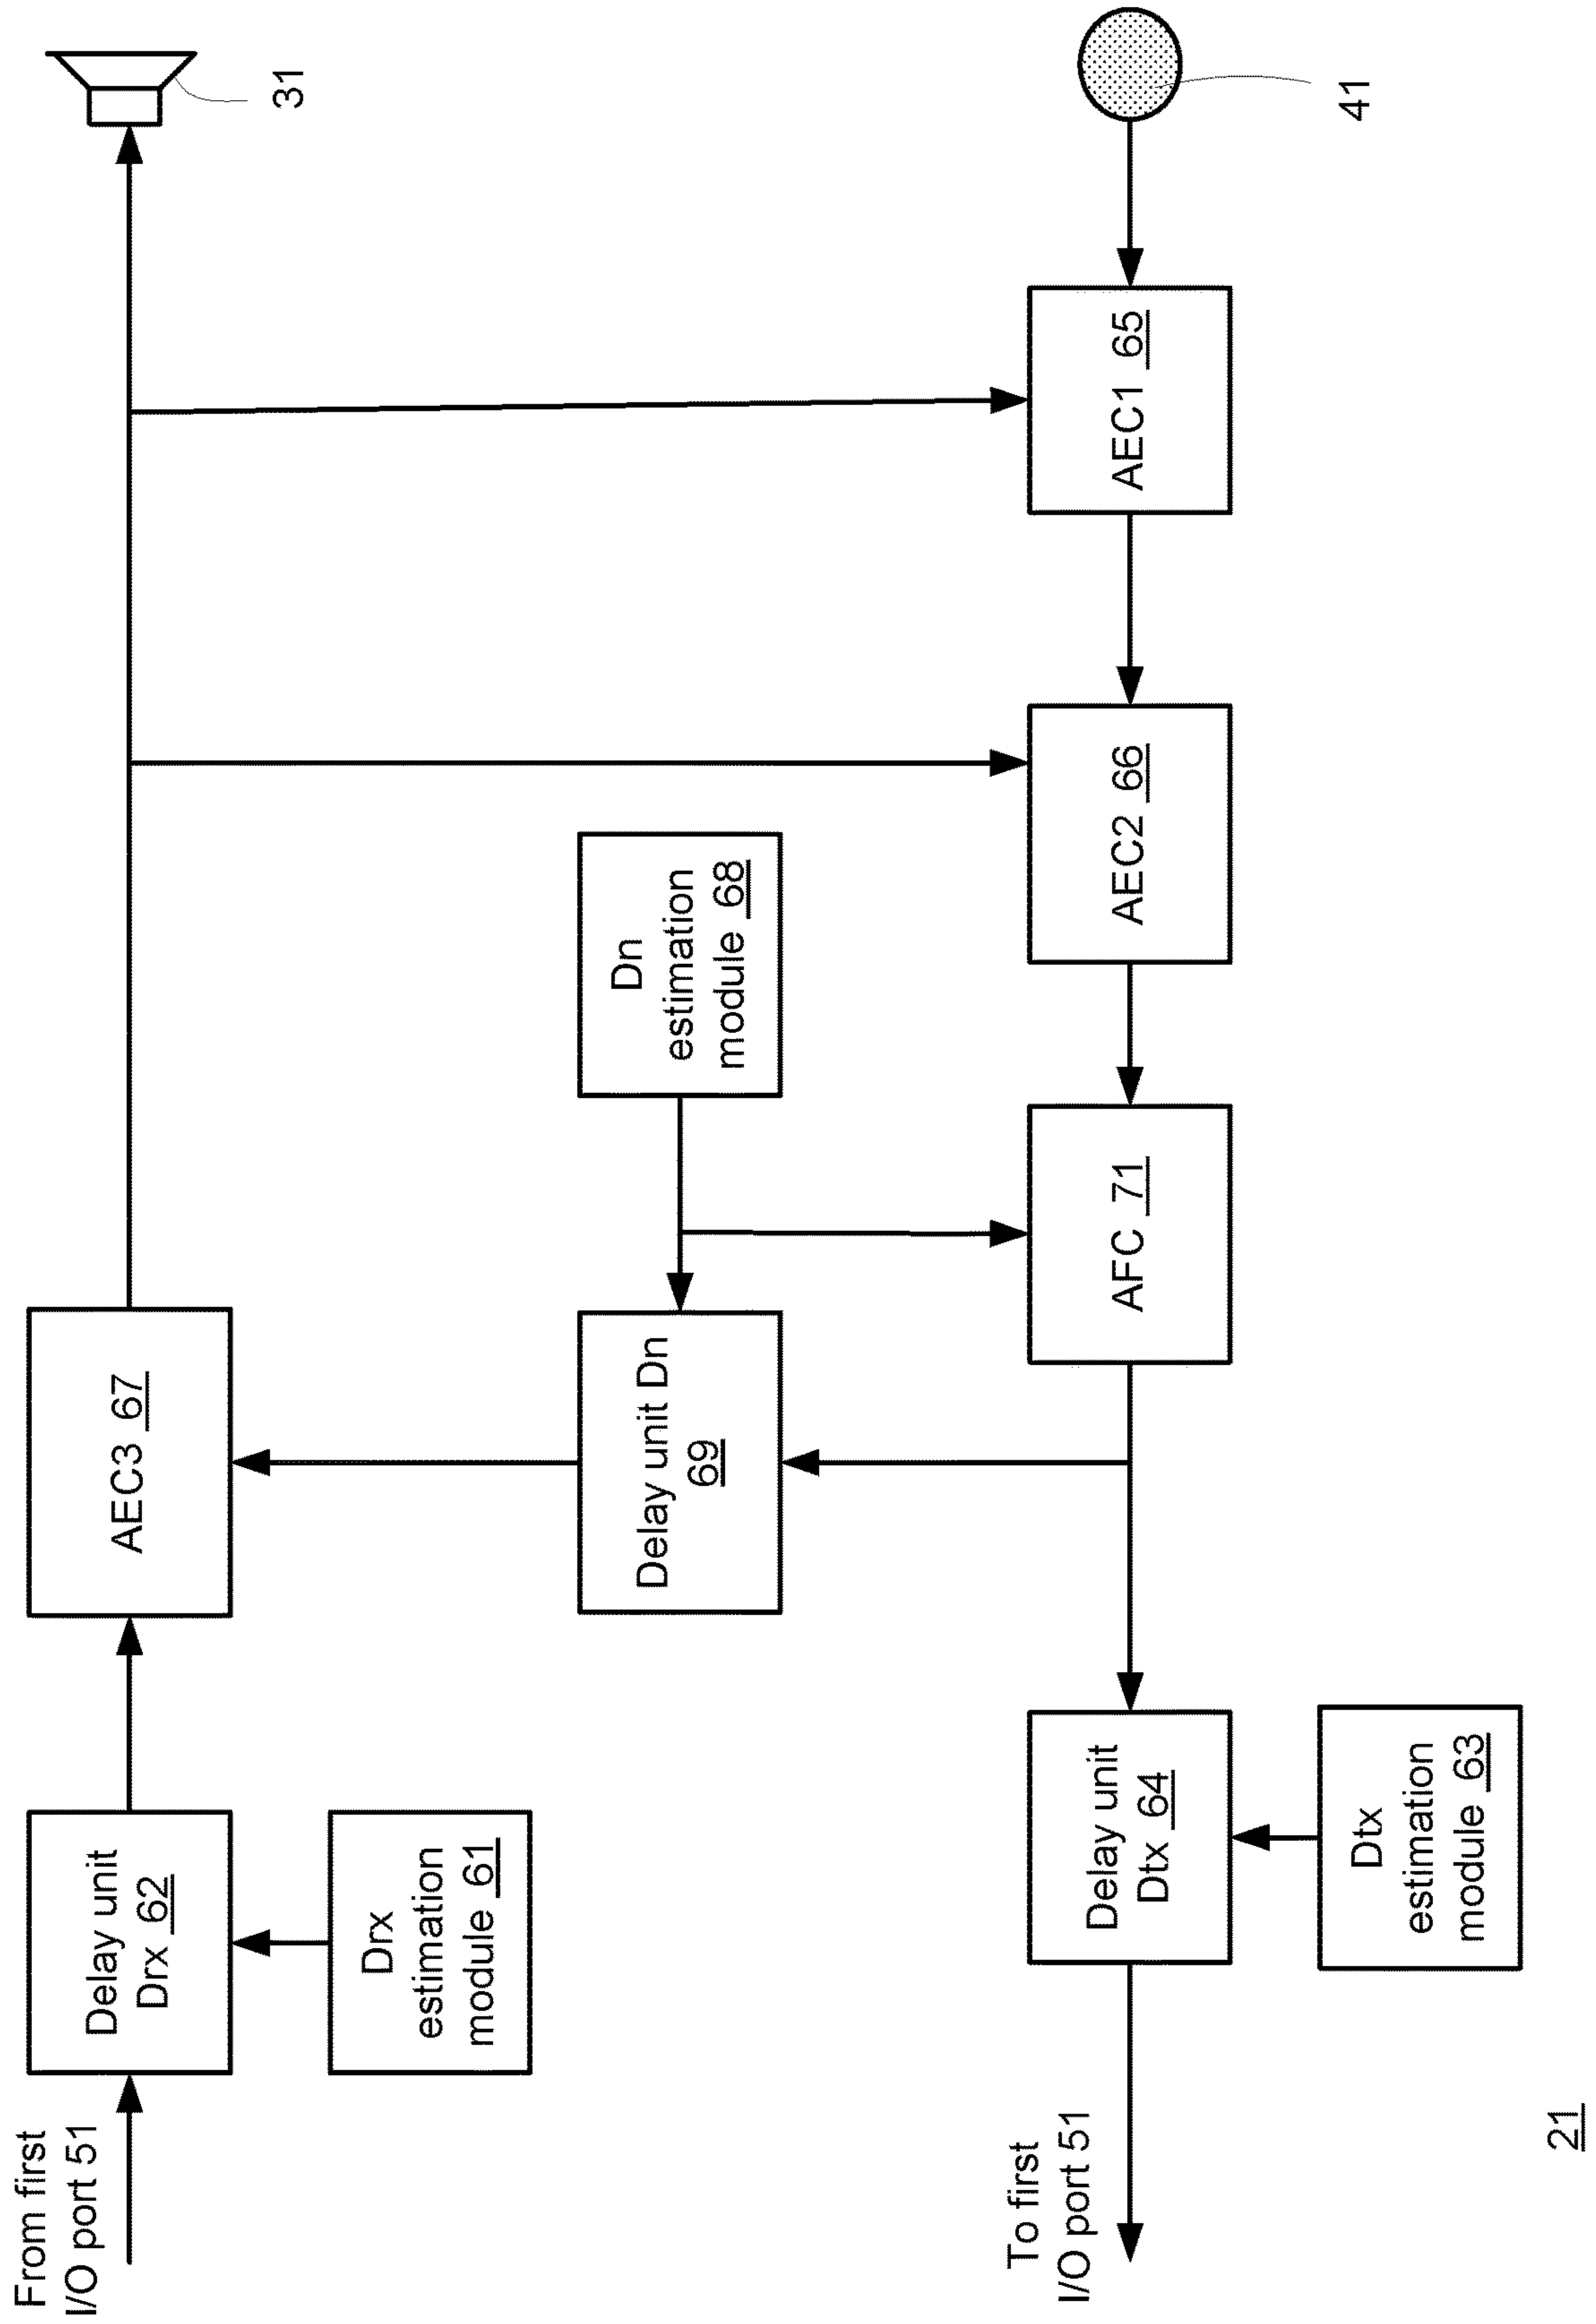 From first
I/O port 51
Delay unit
Drx 62
Drx
estimation
module 61
AEC3 67
31
Delay unit Dn
69
Dn
estimation
module 68
To first
I/O port 51
Delay unit
Dtx 64
Dtx
estimation
module 63
AFC 71
AEC2 66
AEC1 65
41
21